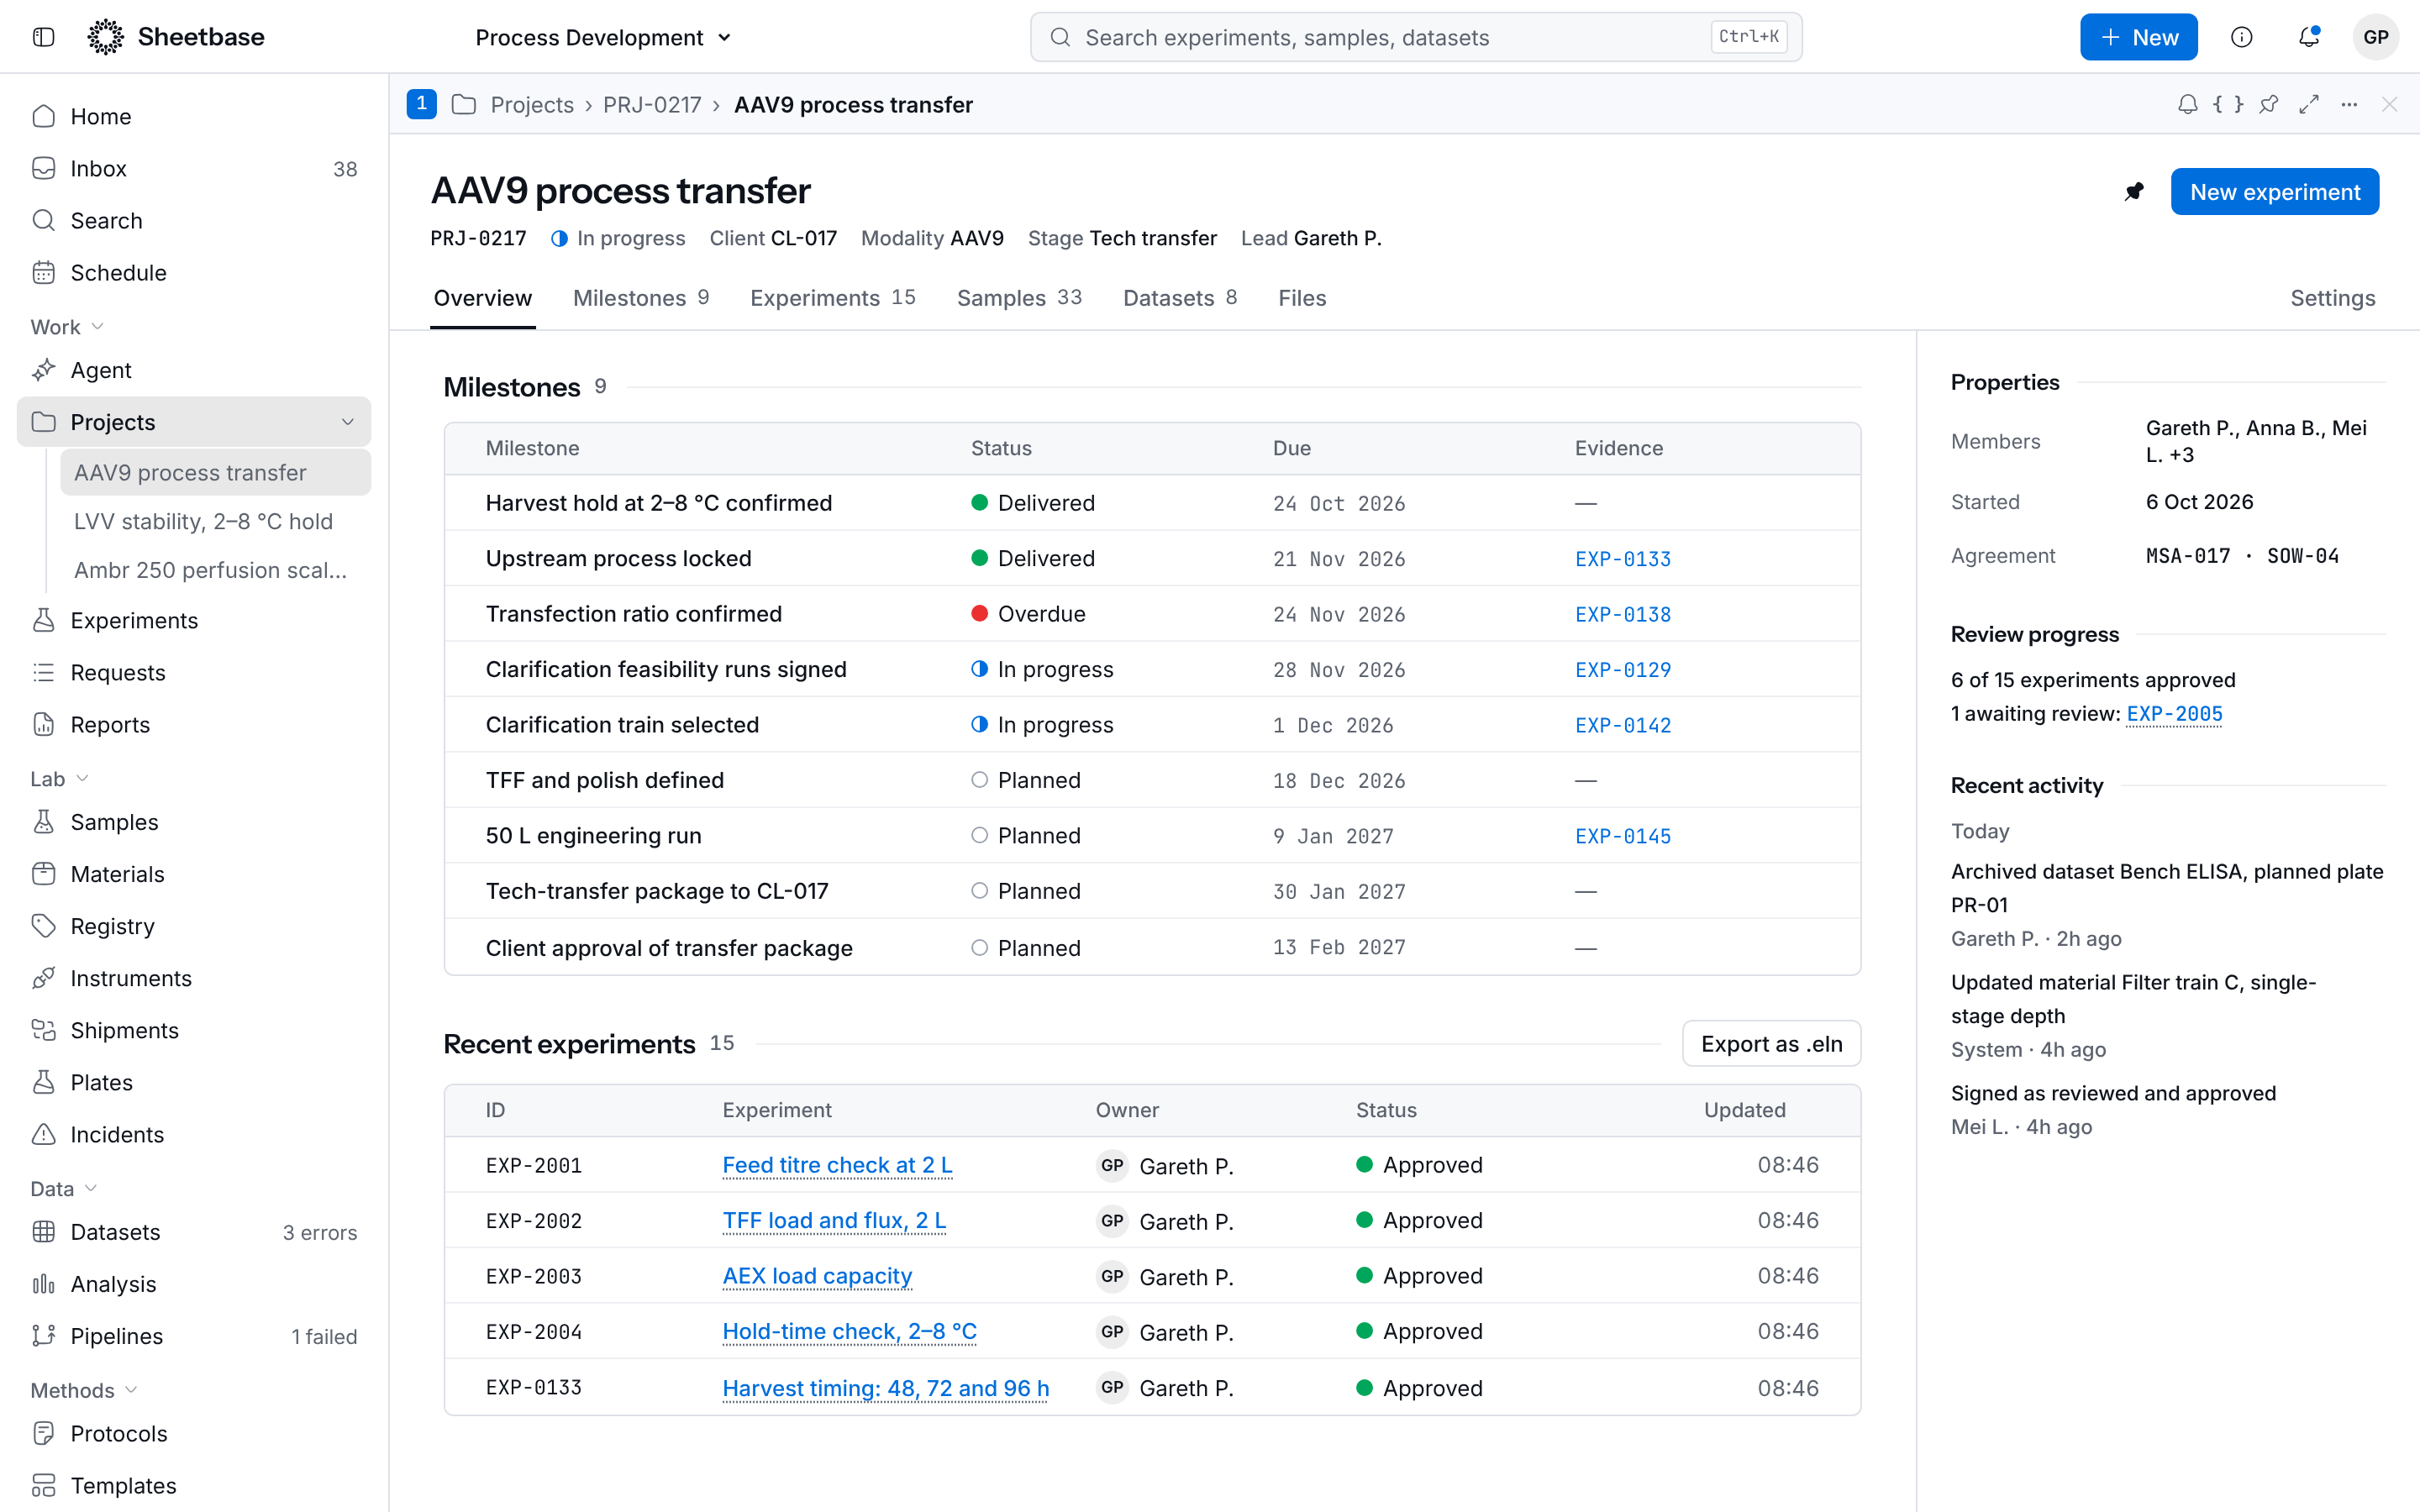 Sheetbase
Process Development
Search experiments, samples, datasets
Ctrl+K
New
GP
Home
Inbox 38
Search
Schedule
Work
Agent
Projects
AAV9 process transfer
LVV stability, 2–8 °C hold
Ambr 250 perfusion scal...
Experiments
Requests
Reports
Lab
Samples
Materials
Registry
Instruments
Shipments
Plates
Incidents
Data
Datasets 3 errors
Analysis
Pipelines 1 failed
Methods
Protocols
Templates
1 Projects › PRJ-0217 › AAV9 process transfer
{ }
AAV9 process transfer
New experiment
PRJ-0217 In progress Client CL-017 Modality AAV9 Stage Tech transfer Lead Gareth P.
Overview Milestones 9 Experiments 15 Samples 33 Datasets 8 Files Settings
Milestones 9
Milestone Status Due Evidence
Harvest hold at 2–8 °C confirmed Delivered 24 Oct 2026 —
Upstream process locked Delivered 21 Nov 2026 EXP-0133
Transfection ratio confirmed Overdue 24 Nov 2026 EXP-0138
Clarification feasibility runs signed In progress 28 Nov 2026 EXP-0129
Clarification train selected In progress 1 Dec 2026 EXP-0142
TFF and polish defined Planned 18 Dec 2026 —
50 L engineering run Planned 9 Jan 2027 EXP-0145
Tech-transfer package to CL-017 Planned 30 Jan 2027 —
Client approval of transfer package Planned 13 Feb 2027 —
Recent experiments 15
Export as .eln
ID Experiment Owner Status Updated
EXP-2001 Feed titre check at 2 L GP Gareth P. Approved 08:46
EXP-2002 TFF load and flux, 2 L GP Gareth P. Approved 08:46
EXP-2003 AEX load capacity GP Gareth P. Approved 08:46
EXP-2004 Hold-time check, 2–8 °C GP Gareth P. Approved 08:46
EXP-0133 Harvest timing: 48, 72 and 96 h GP Gareth P. Approved 08:46
Properties
Members Gareth P., Anna B., Mei
L. +3
Started 6 Oct 2026
Agreement MSA-017 · SOW-04
Review progress
6 of 15 experiments approved
1 awaiting review: EXP-2005
Recent activity
Today
Archived dataset Bench ELISA, planned plate
PR-01
Gareth P. · 2h ago
Updated material Filter train C, single-
stage depth
System · 4h ago
Signed as reviewed and approved
Mei L. · 4h ago